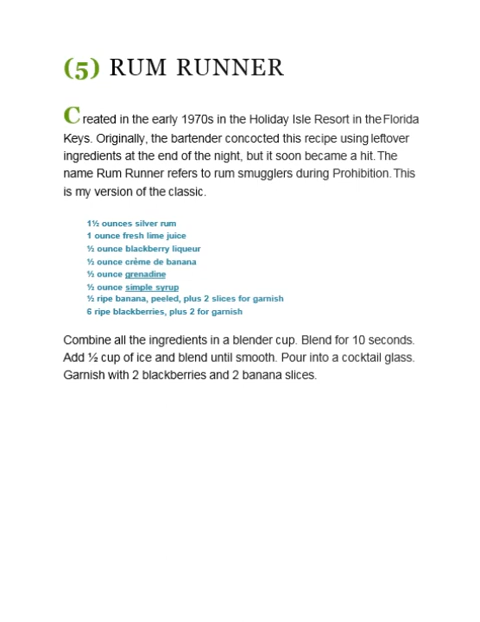 (5) RUM RUNNER
Created in the early 1970s in the Holiday Isle Resort in the Florida
Keys. Originally, the bartender concocted this recipe using leftover
ingredients at the end of the night, but it soon became a hit. The
name Rum Runner refers to rum smugglers during Prohibition. This
is my version of the classic.
1½ ounces silver rum
1 ounce fresh lime juice
½ ounce blackberry liqueur
½ ounce crème de banana
½ ounce grenadine
½ ounce simple syrup
½ ripe banana, peeled, plus 2 slices for garnish
6 ripe blackberries, plus 2 for garnish
Combine all the ingredients in a blender cup. Blend for 10 seconds.
Add ½ cup of ice and blend until smooth. Pour into a cocktail glass.
Garnish with 2 blackberries and 2 banana slices.